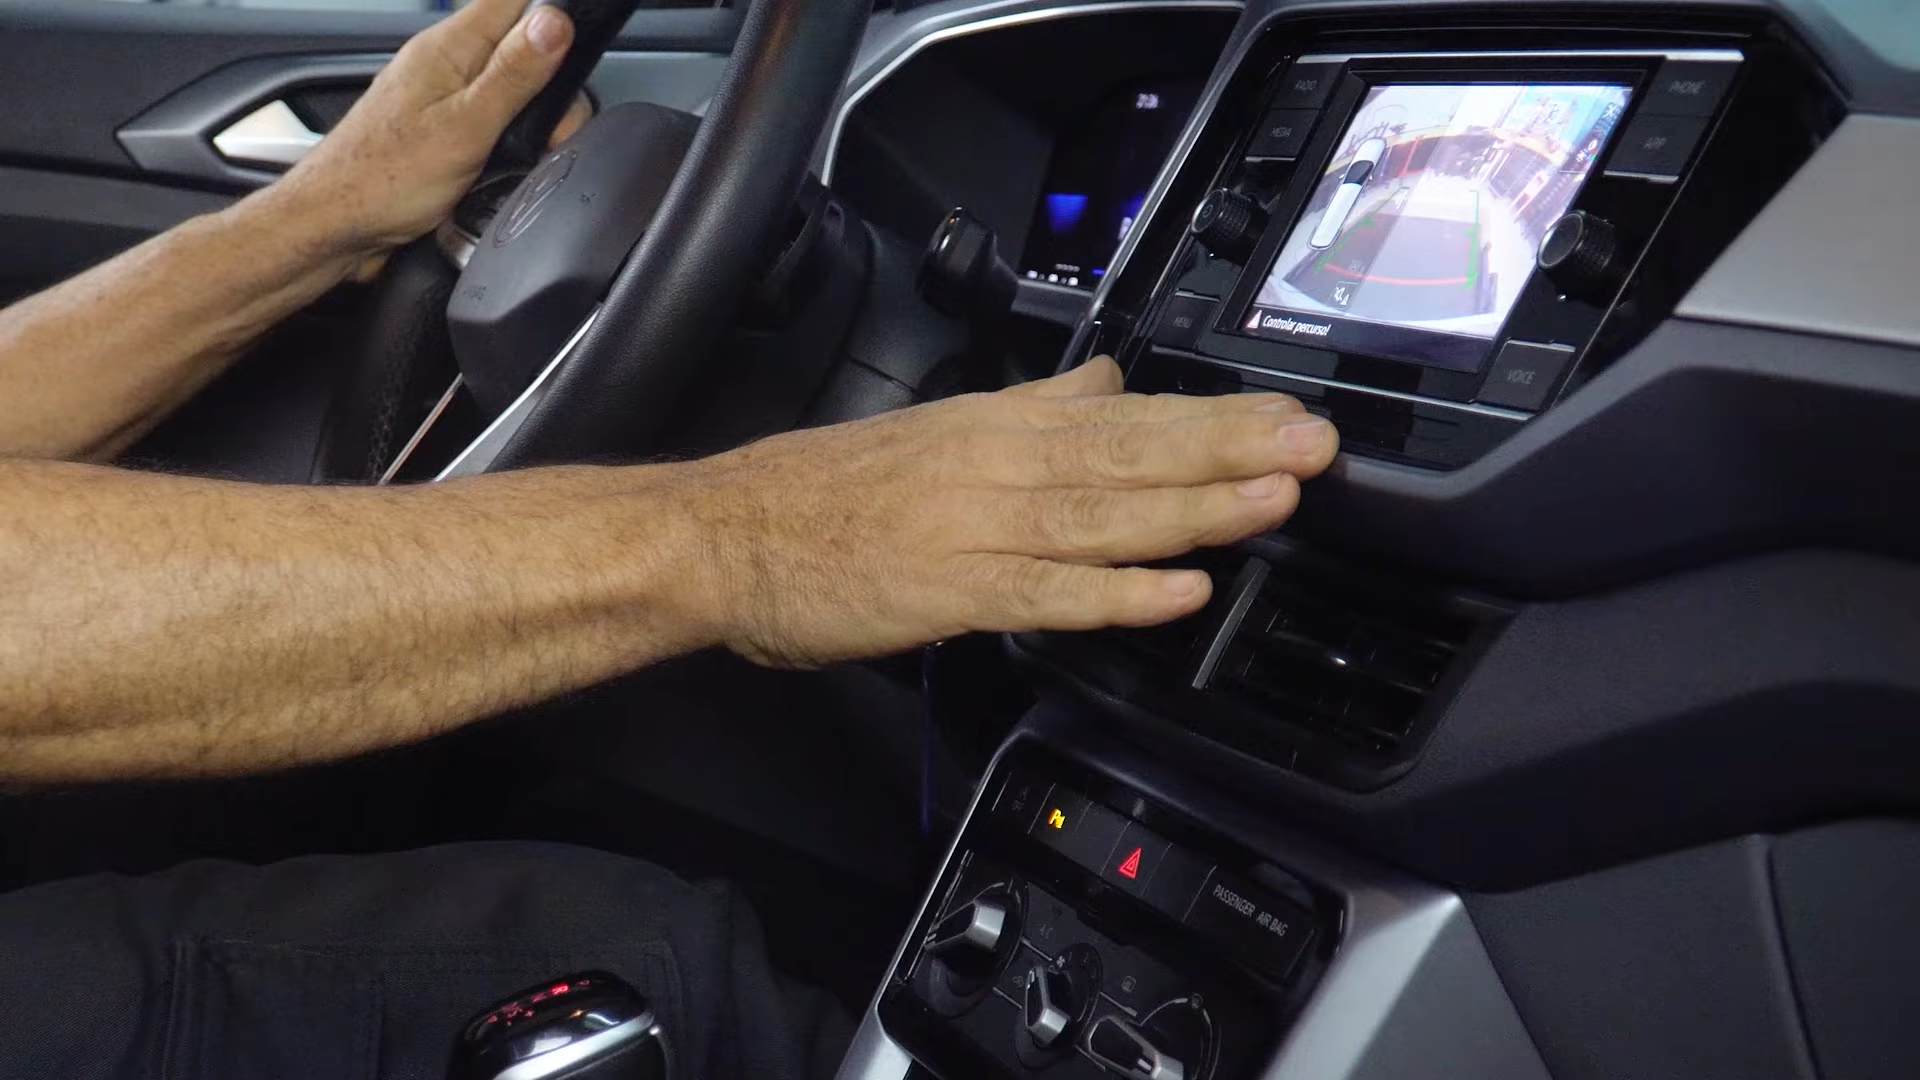 RADIO
MEDIA
MENU
PHONE
APP
VOICE
Controlar percurso!
P
A/C
PASSENGER AIR BAG